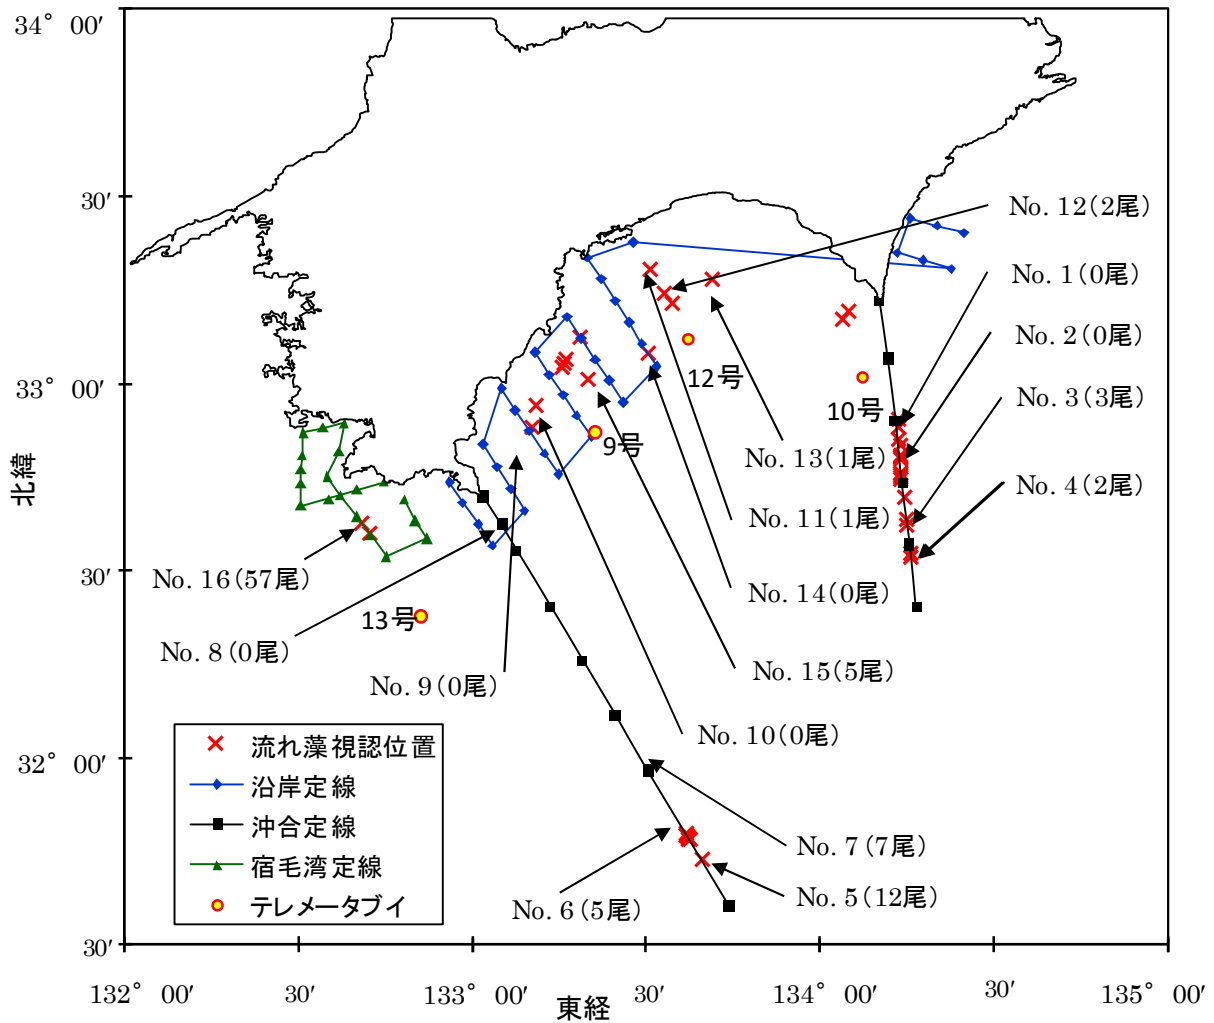 34° 00′
30′
No. 12(2尾)
No. 1(0尾)
No. 2(0尾)
33° 00′
12号
No. 3(3尾)
10号
9号
No. 13(1尾)
No. 4(2尾)
北緯
No. 11(1尾)
30′
No. 16(57尾)
No. 14(0尾)
13号
No. 8(0尾)
No. 9(0尾)
No. 15(5尾)
No. 10(0尾)
流れ藻視認位置
32° 00′
沿岸定線
沖合定線
No. 7(7尾)
宿毛湾定線
No. 5(12尾)
テレメータブイ
No. 6(5尾)
30′
132° 00′
30′
133° 00′
30′
134° 00′
30′
135° 00′
東経